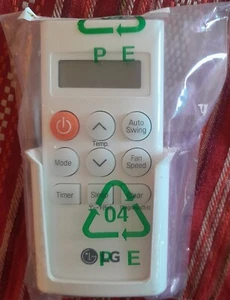 P E
Auto Swing
Temp
Mode
Fan Speed
Timer
04
LG
P E